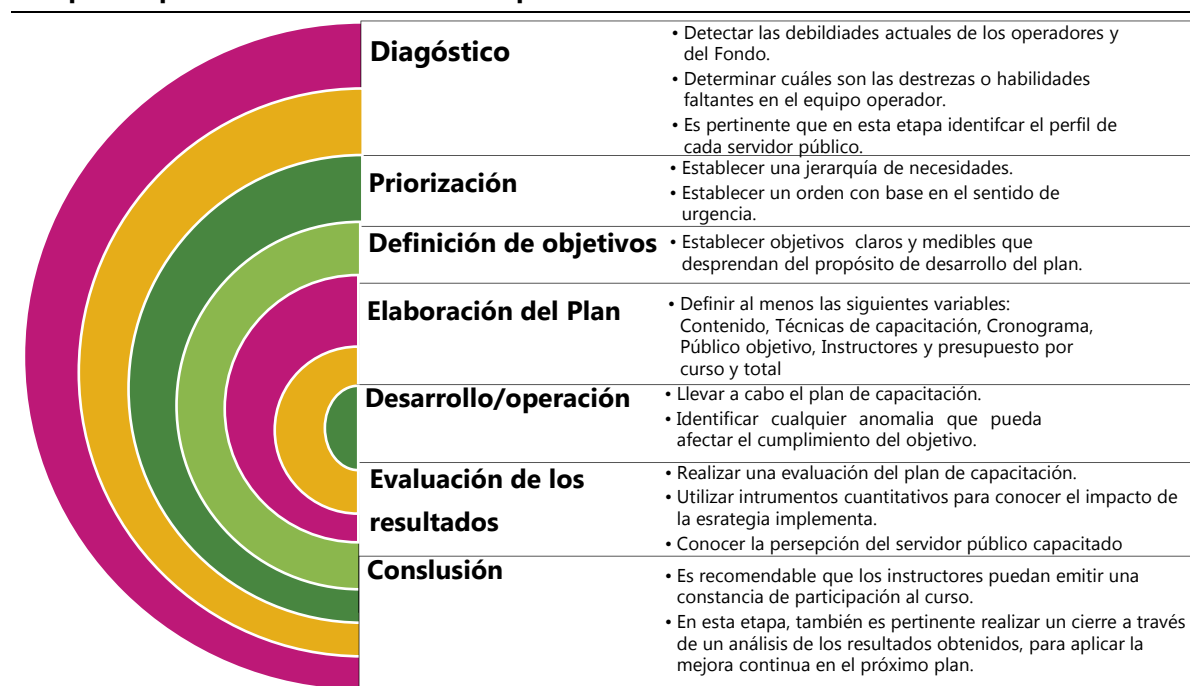 Diagóstico
• Detectar las debildiades actuales de los operadores y
del Fondo.
• Determinar cuáles son las destrezas o habilidades
faltantes en el equipo operador.
• Es pertinente que en esta etapa identifcar el perfil de
cada servidor público.
Priorización
• Establecer una jerarquía de necesidades.
• Establecer un orden con base en el sentido de
urgencia.
Definición de objetivos
• Establecer objetivos claros y medibles que
desprendan del propósito de desarrollo del plan.
Elaboración del Plan
• Definir al menos las siguientes variables:
Contenido, Técnicas de capacitación, Cronograma,
Público objetivo, Instructores y presupuesto por
curso y total
Desarrollo/operación
• Llevar a cabo el plan de capacitación.
• Identificar cualquier anomalia que pueda
afectar el cumplimiento del objetivo.
Evaluación de los
resultados
• Realizar una evaluación del plan de capacitación.
• Utilizar intrumentos cuantitativos para conocer el impacto de
la esrategia implementa.
• Conocer la persepción del servidor público capacitado
Conslusión
• Es recomendable que los instructores puedan emitir una
constancia de participación al curso.
• En esta etapa, también es pertinente realizar un cierre a través
de un análisis de los resultados obtenidos, para aplicar la
mejora continua en el próximo plan.